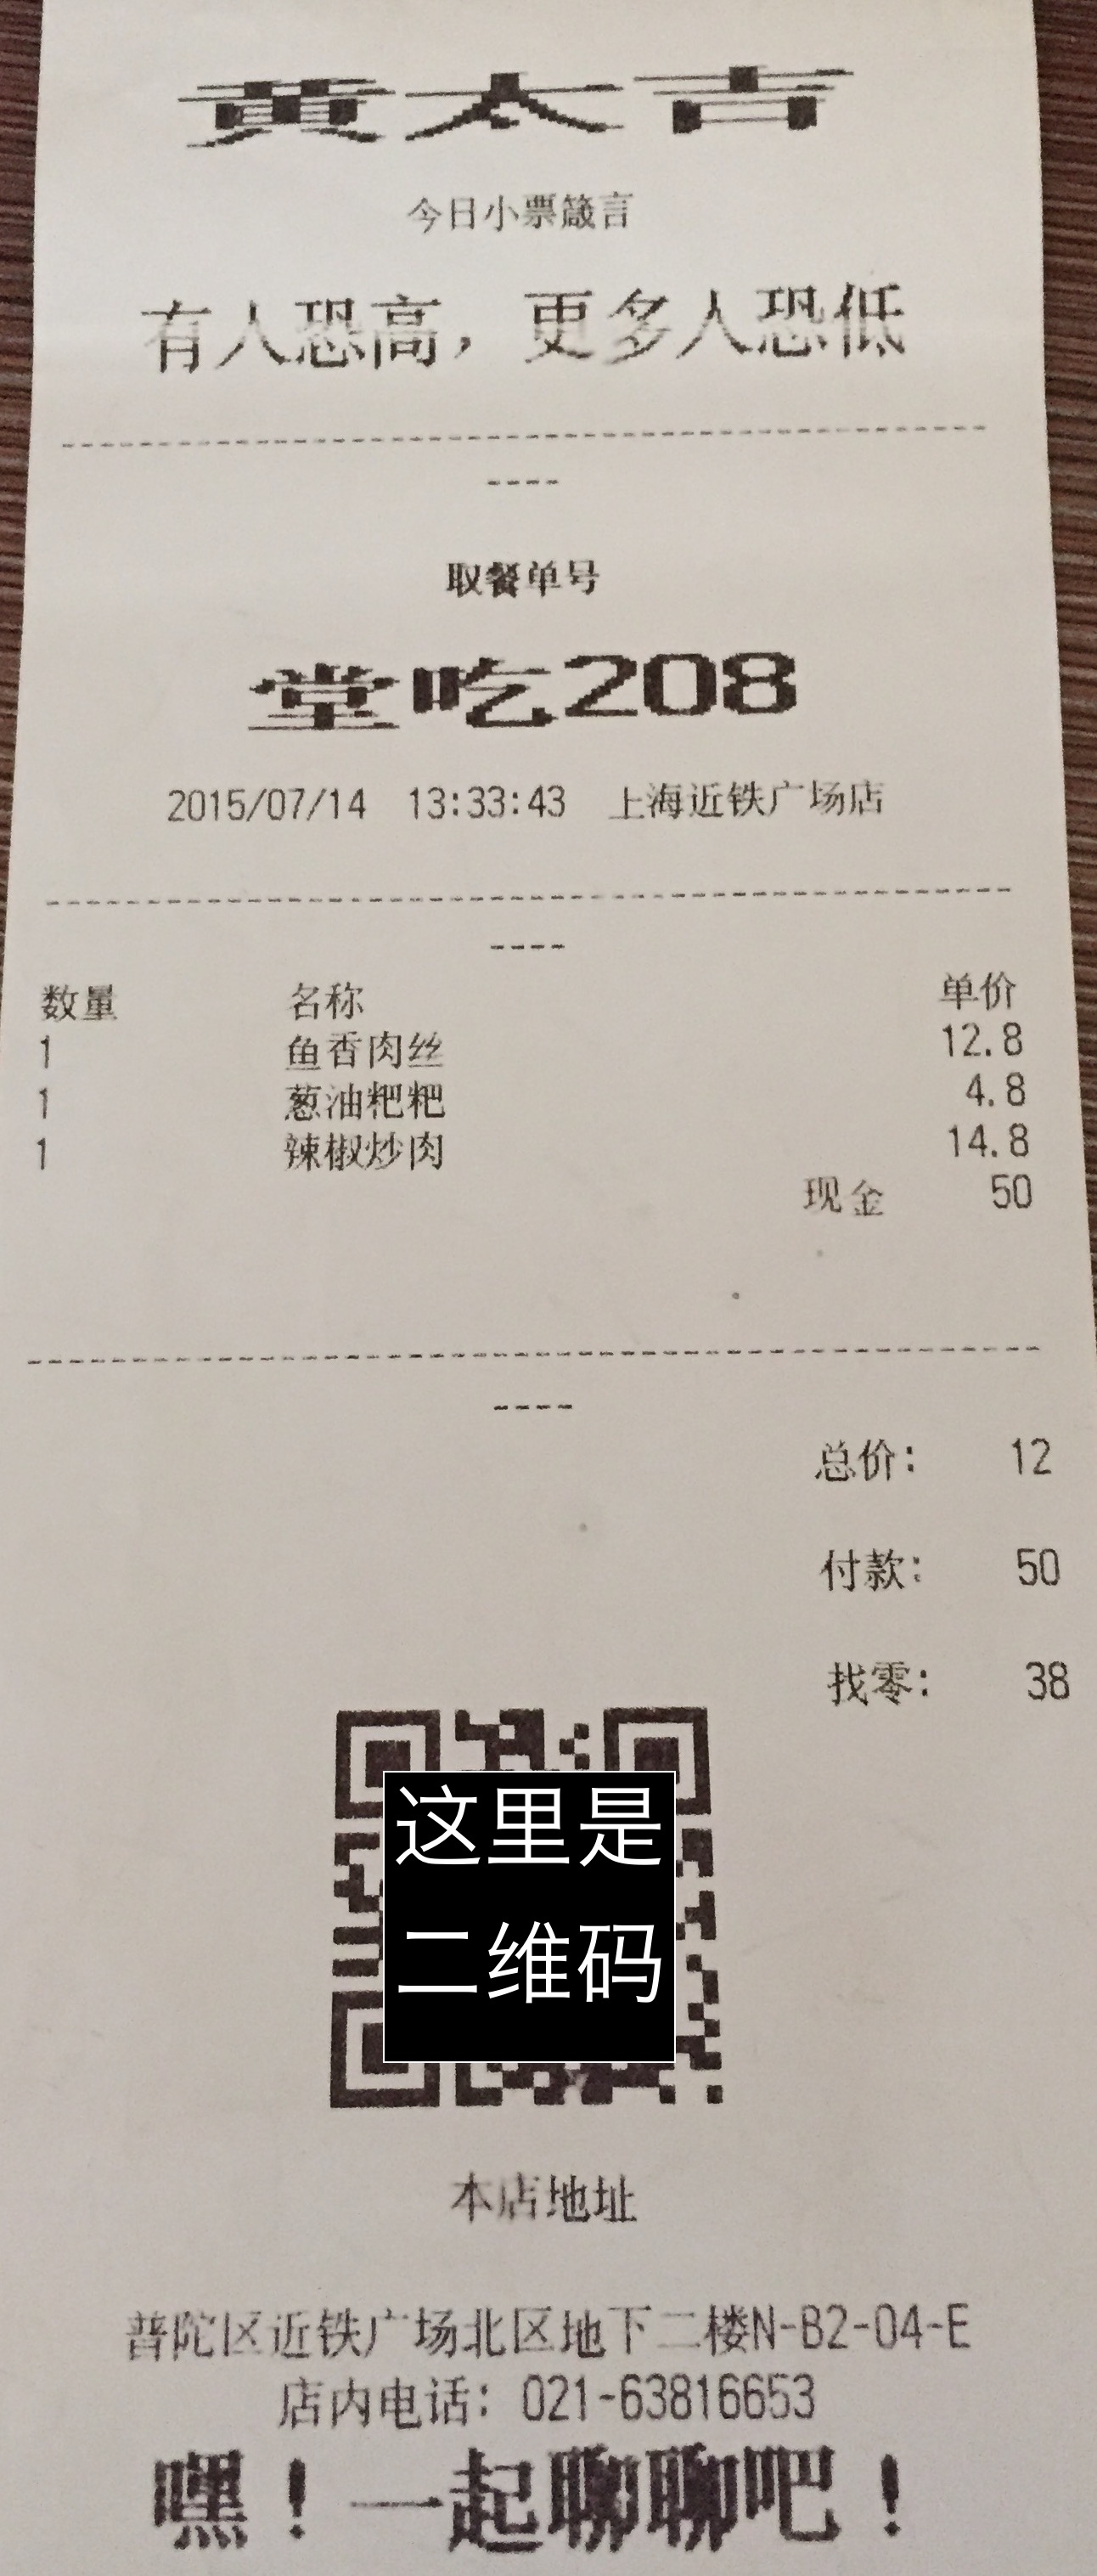 黄太吉
今日小票箴言
有人恐高，更多人恐低
------------------------------------------------
----
取餐单号
堂吃208
2015/07/14 13:33:43 上海近铁广场店
------------------------------------------------
----
数量 名称 单价
1 鱼香肉丝 12.8
1 葱油粑粑 4.8
1 辣椒炒肉 14.8
现金 50
------------------------------------------------
----
总价: 12
付款: 50
找零: 38
这里是
二维码
本店地址
普陀区近铁广场北区地下二楼N-B2-04-E
店内电话: 021-63816653
嘿！一起聊聊吧！